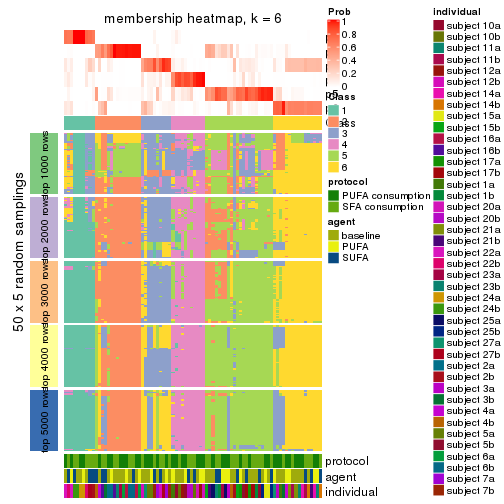 membership heatmap, k = 6
50 x 5 random samplings
top 1000 rows
top 2000 rows
top 3000 rows
top 4000 rows
top 5000 rows
protocol
agent
individual
Prob
1
0.8
0.6
0.4
0.2
0
Class
1
2
3
4
5
6
protocol
PUFA consumption
SFA consumption
agent
baseline
PUFA
SUFA
individual
subject 10a
subject 10b
subject 11a
subject 11b
subject 12a
subject 12b
subject 14a
subject 14b
subject 15a
subject 15b
subject 16a
subject 16b
subject 17a
subject 17b
subject 1a
subject 1b
subject 20a
subject 20b
subject 21a
subject 21b
subject 22a
subject 22b
subject 23a
subject 23b
subject 24a
subject 24b
subject 25a
subject 25b
subject 27a
subject 27b
subject 2a
subject 2b
subject 3a
subject 3b
subject 4a
subject 4b
subject 5a
subject 5b
subject 6a
subject 6b
subject 7a
subject 7b